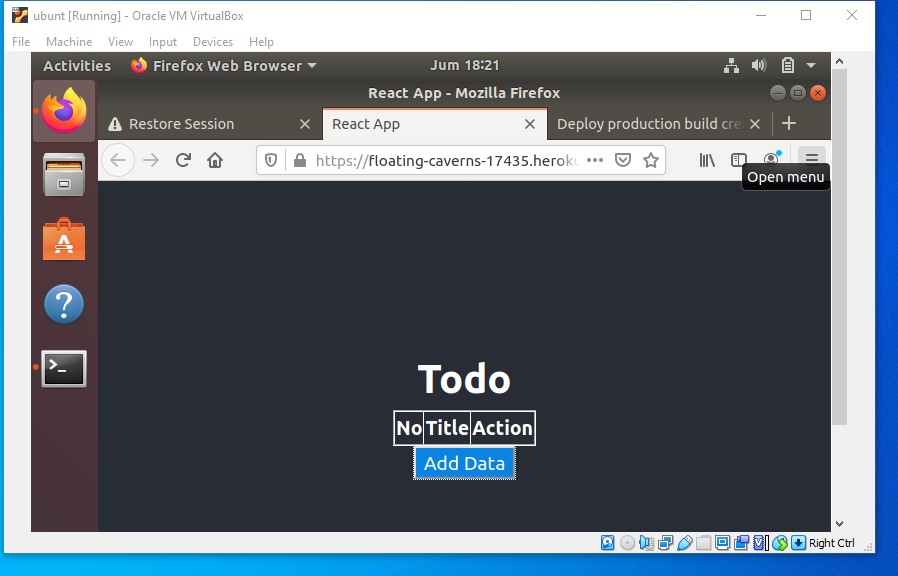 ubunt [Running] - Oracle VM VirtualBox
File Machine View Input Devices Help
Activities Firefox Web Browser Jum 18:21
React App - Mozilla Firefox
Restore Session React App Deploy production build cre
https://floating-caverns-17435.heroku
Open menu
Todo
No Title Action
Add Data
Right Ctrl